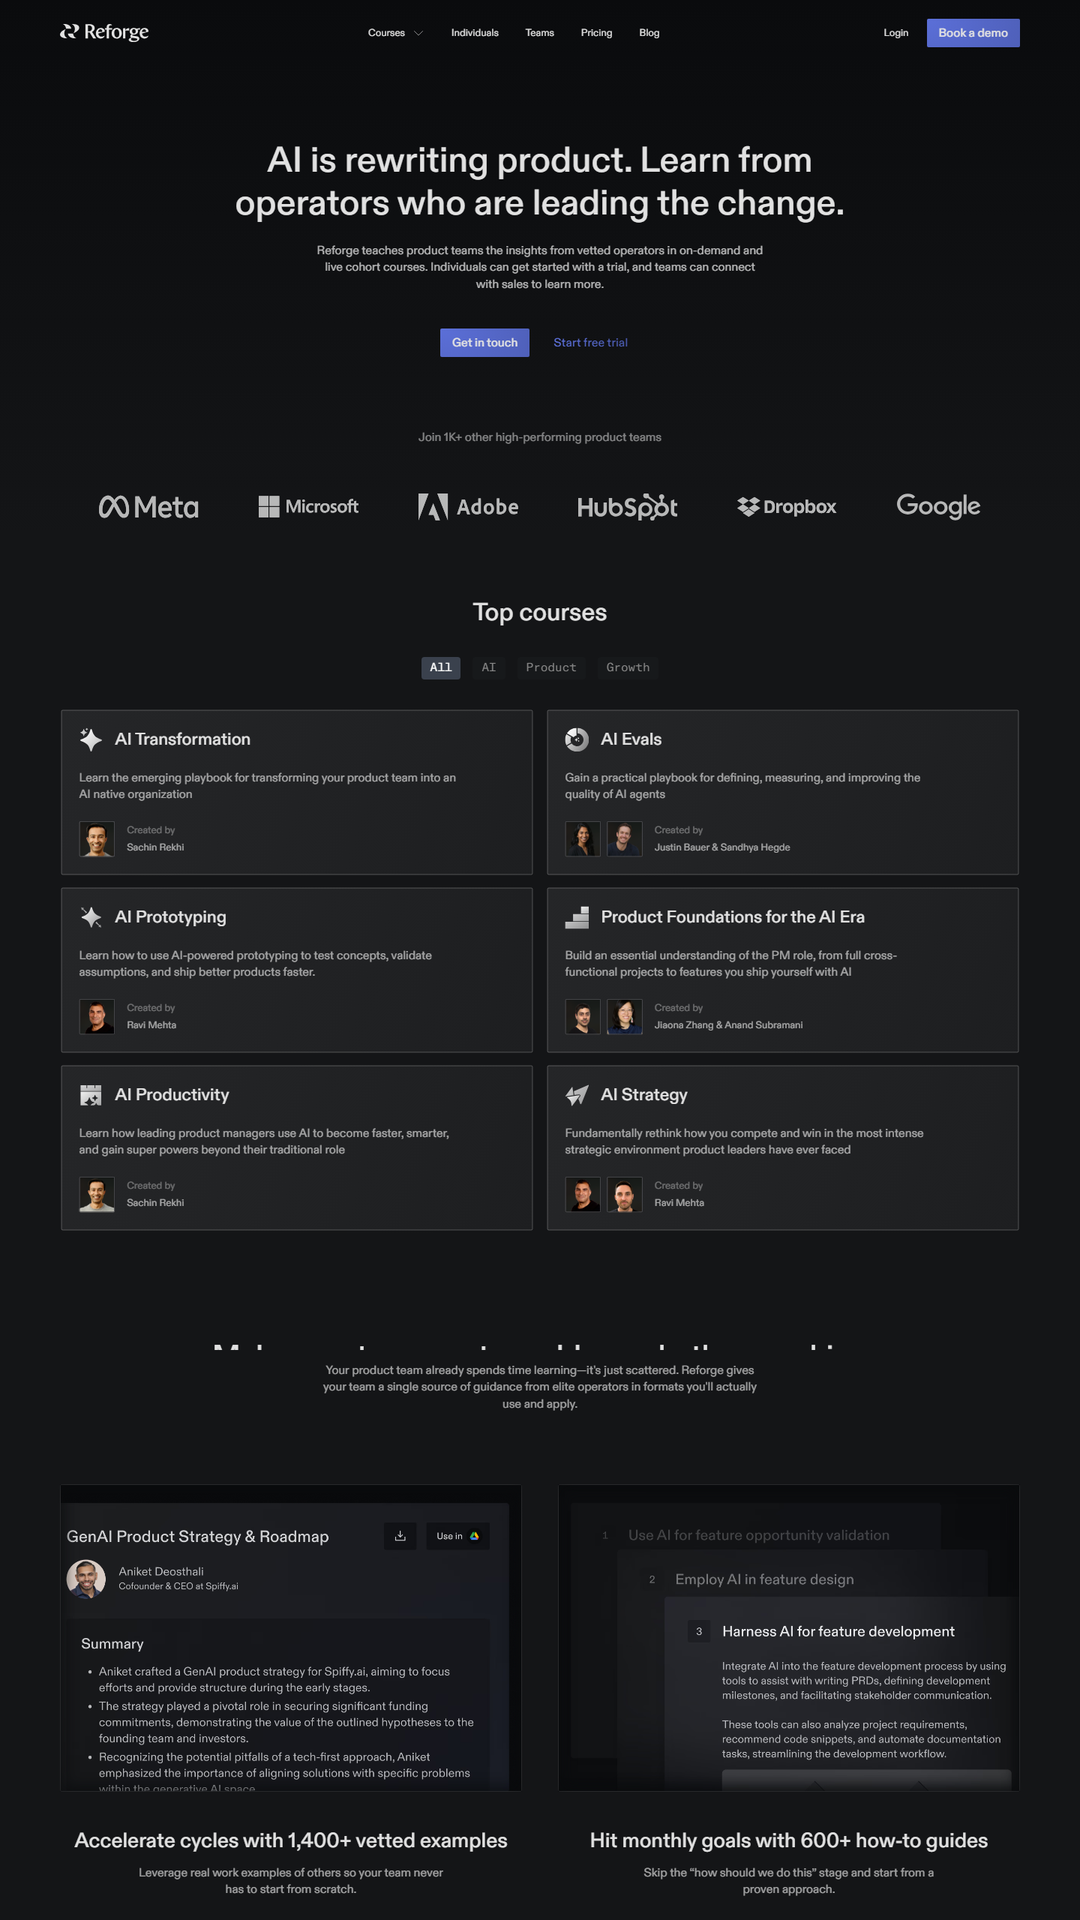 Reforge
Courses
Individuals
Teams
Pricing
Blog
Login
Book a demo
AI is rewriting product. Learn from
operators who are leading the change.
Reforge teaches product teams the insights from vetted operators in on-demand and
live cohort courses. Individuals can get started with a trial, and teams can connect
with sales to learn more.
Get in touch
Start free trial
Join 1K+ other high-performing product teams
Meta
Microsoft
Adobe
HubSpot
Dropbox
Google
Top courses
All
AI
Product
Growth
AI Transformation
Learn the emerging playbook for transforming your product team into an
AI native organization
Created by
Sachin Rekhi
AI Evals
Gain a practical playbook for defining, measuring, and improving the
quality of AI agents
Created by
Justin Bauer & Sandhya Hegde
AI Prototyping
Learn how to use AI-powered prototyping to test concepts, validate
assumptions, and ship better products faster.
Created by
Ravi Mehta
Product Foundations for the AI Era
Build an essential understanding of the PM role, from full cross-
functional projects to features you ship yourself with AI
Created by
Jiaona Zhang & Anand Subramani
AI Productivity
Learn how leading product managers use AI to become faster, smarter,
and gain super powers beyond their traditional role
Created by
Sachin Rekhi
AI Strategy
Fundamentally rethink how you compete and win in the most intense
strategic environment product leaders have ever faced
Created by
Ravi Mehta
Your product team already spends time learning—it's just scattered. Reforge gives
your team a single source of guidance from elite operators in formats you'll actually
use and apply.
GenAI Product Strategy & Roadmap
Use in
Aniket Deosthali
Cofounder & CEO at Spiffy.ai
Summary
• Aniket crafted a GenAI product strategy for Spiffy.ai, aiming to focus
efforts and provide structure during the early stages.
• The strategy played a pivotal role in securing significant funding
commitments, demonstrating the value of the outlined hypotheses to the
founding team and investors.
• Recognizing the potential pitfalls of a tech-first approach, Aniket
emphasized the importance of aligning solutions with specific problems
within the generative AI space
1 Use AI for feature opportunity validation
2 Employ AI in feature design
3 Harness AI for feature development
Integrate AI into the feature development process by using
tools to assist with writing PRDs, defining development
milestones, and facilitating stakeholder communication.
These tools can also analyze project requirements,
recommend code snippets, and automate documentation
tasks, streamlining the development workflow.
Accelerate cycles with 1,400+ vetted examples
Leverage real work examples of others so your team never
has to start from scratch.
Hit monthly goals with 600+ how-to guides
Skip the “how should we do this” stage and start from a
proven approach.